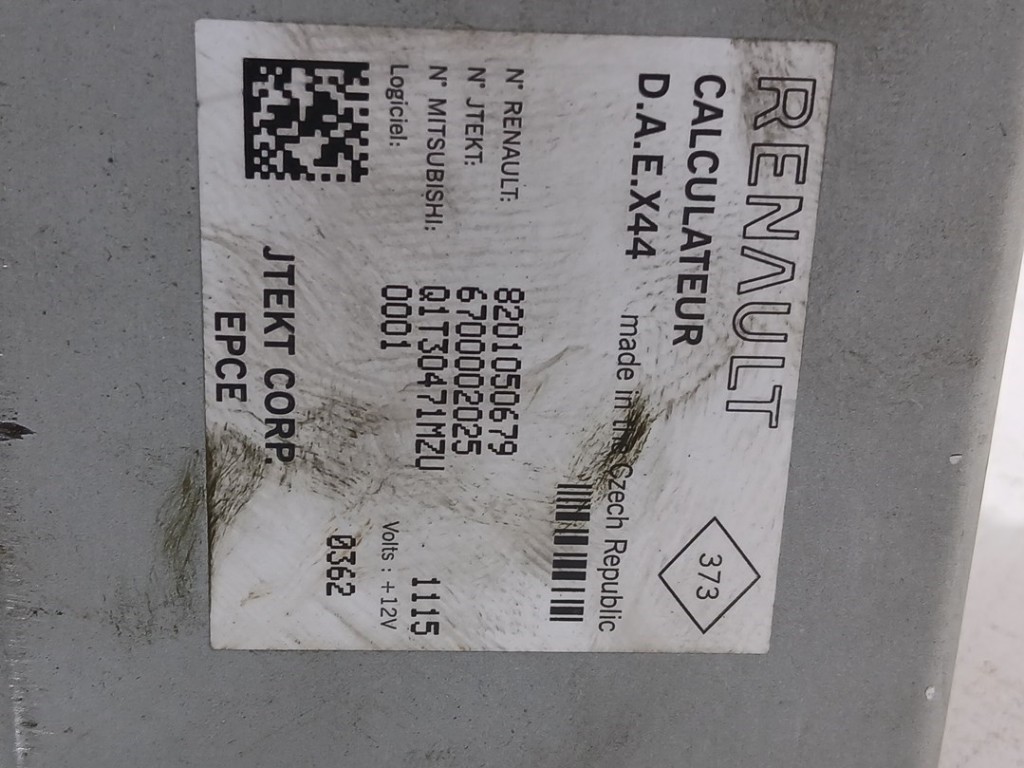 RENAULT
CALCULATEUR
D.A.E.X44
373
made in the Czech Republic
N° RENAULT: 8201050679
N° JTEKT: 6700002025
N° MITSUBISHI: Q1T30471MZU 1115
Logiciel: 0001 Volts : +12V
0362
JTEKT CORP.
EPCE